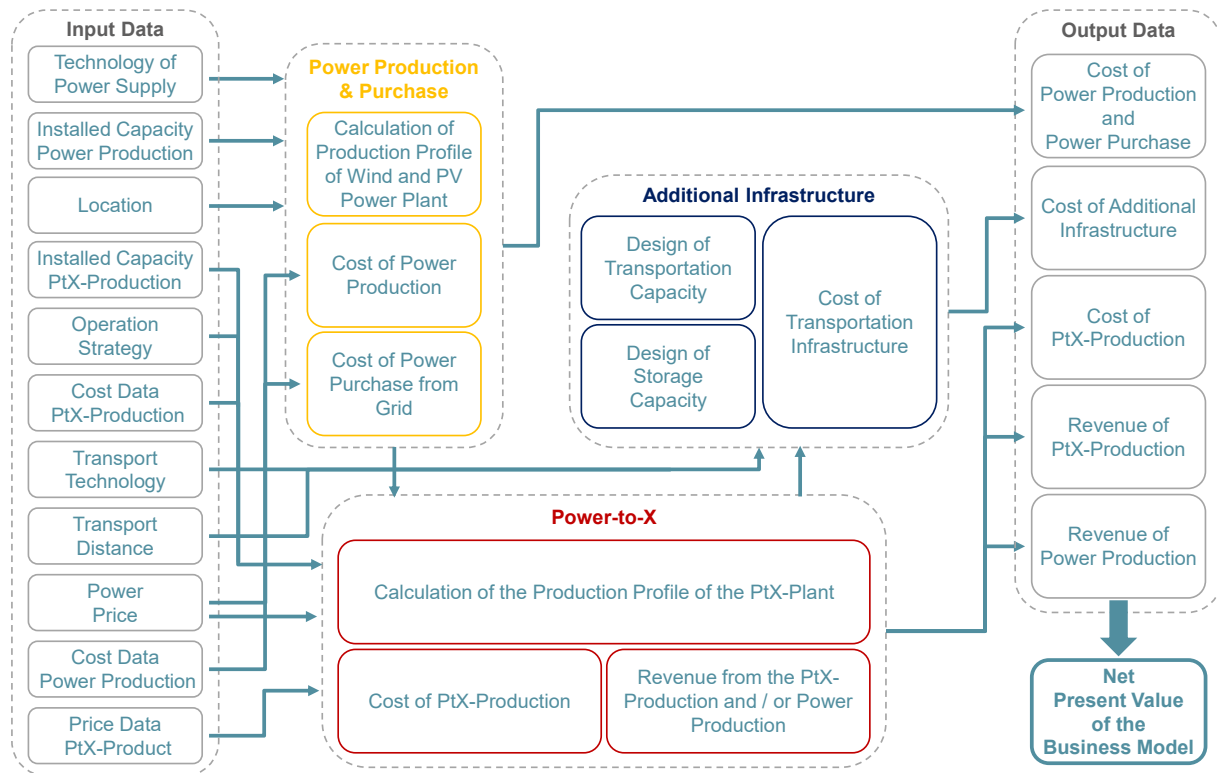 Input Data
Technology of
Power Supply
Installed Capacity
Power Production
Location
Installed Capacity
PtX-Production
Operation
Strategy
Cost Data
PtX-Production
Transport
Technology
Transport
Distance
Power
Price
Cost Data
Power Production
Price Data
PtX-Product
Power Production
& Purchase
Calculation of
Production Profile
of Wind and PV
Power Plant
Cost of Power
Production
Cost of Power
Purchase from
Grid
Additional Infrastructure
Design of
Transportation
Capacity
Design of
Storage
Capacity
Cost of
Transportation
Infrastructure
Power-to-X
Calculation of the Production Profile of the PtX-Plant
Cost of PtX-Production
Revenue from the PtX-
Production and / or Power
Production
Output Data
Cost of
Power Production
and
Power Purchase
Cost of Additional
Infrastructure
Cost of
PtX-Production
Revenue of
PtX-Production
Revenue of
Power Production
Net
Present Value
of the
Business Model